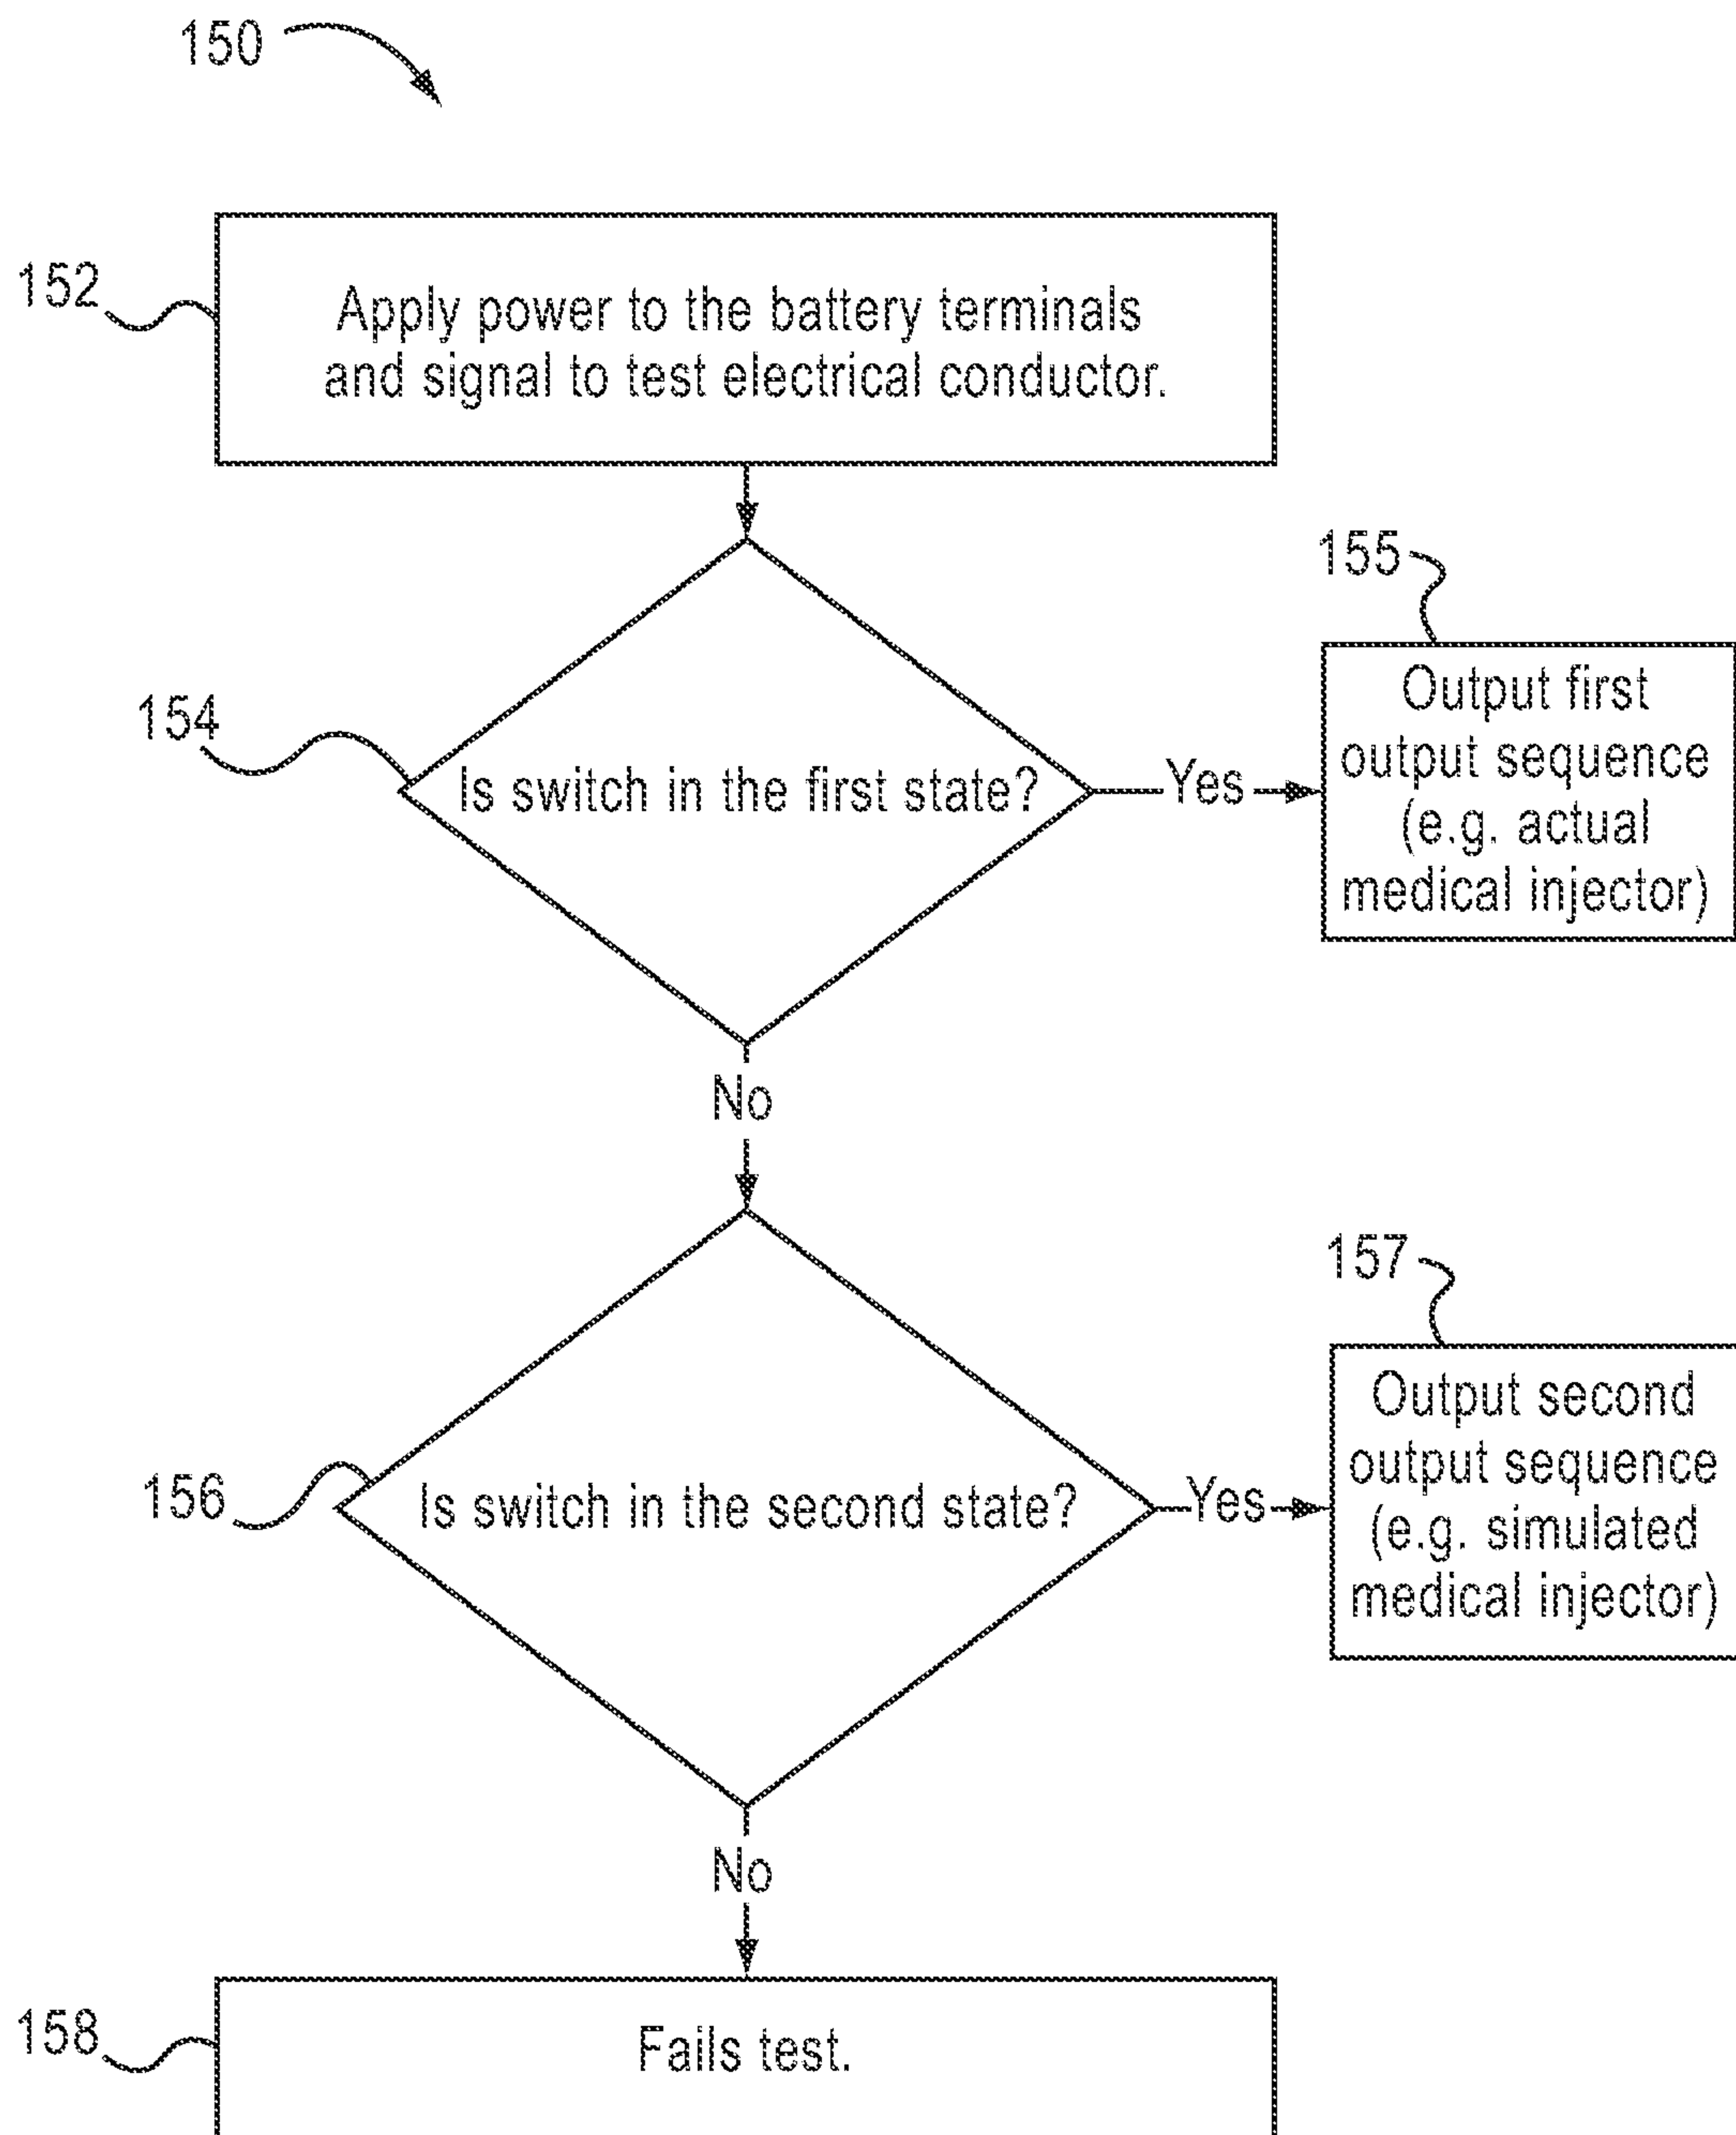 150
152
Apply power to the battery terminals
and signal to test electrical conductor.
154
Is switch in the first state?
Yes
155
Output first
output sequence
(e.g. actual
medical injector)
No
156
Is switch in the second state?
Yes
157
Output second
output sequence
(e.g. simulated
medical injector)
No
158
Fails test.